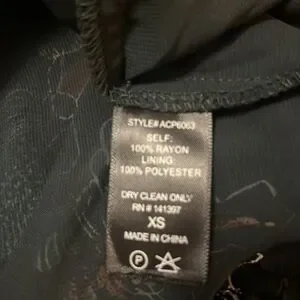 STYLE# ACP6063
SELF:
100% RAYON
LINING:
100% POLYESTER
DRY CLEAN ONLY
RN # 141397
XS
MADE IN CHINA
P